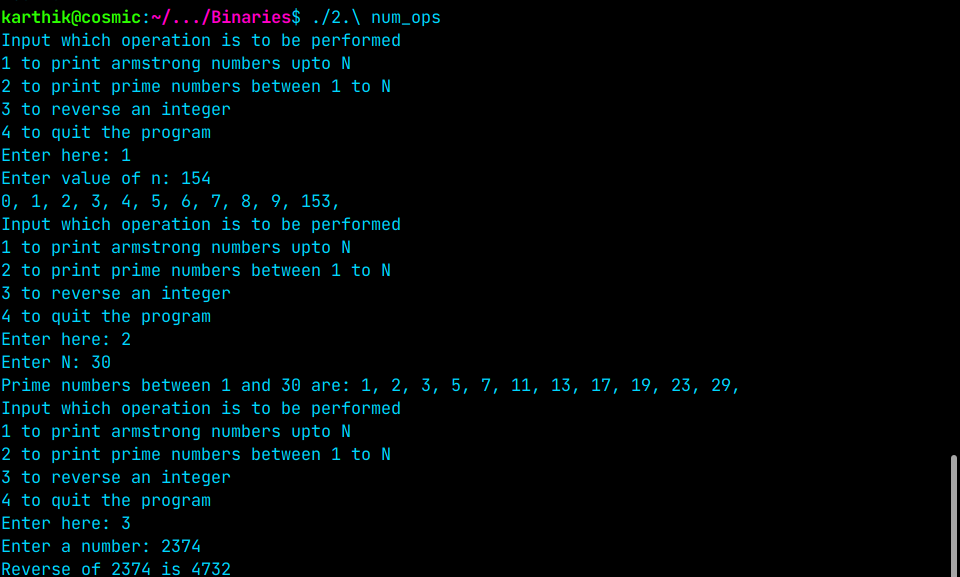 karthik@cosmic:~/.../Binaries$ ./2.\ num_ops
Input which operation is to be performed
1 to print armstrong numbers upto N
2 to print prime numbers between 1 to N
3 to reverse an integer
4 to quit the program
Enter here: 1
Enter value of n: 154
0, 1, 2, 3, 4, 5, 6, 7, 8, 9, 153,
Input which operation is to be performed
1 to print armstrong numbers upto N
2 to print prime numbers between 1 to N
3 to reverse an integer
4 to quit the program
Enter here: 2
Enter N: 30
Prime numbers between 1 and 30 are: 1, 2, 3, 5, 7, 11, 13, 17, 19, 23, 29,
Input which operation is to be performed
1 to print armstrong numbers upto N
2 to print prime numbers between 1 to N
3 to reverse an integer
4 to quit the program
Enter here: 3
Enter a number: 2374
Reverse of 2374 is 4732